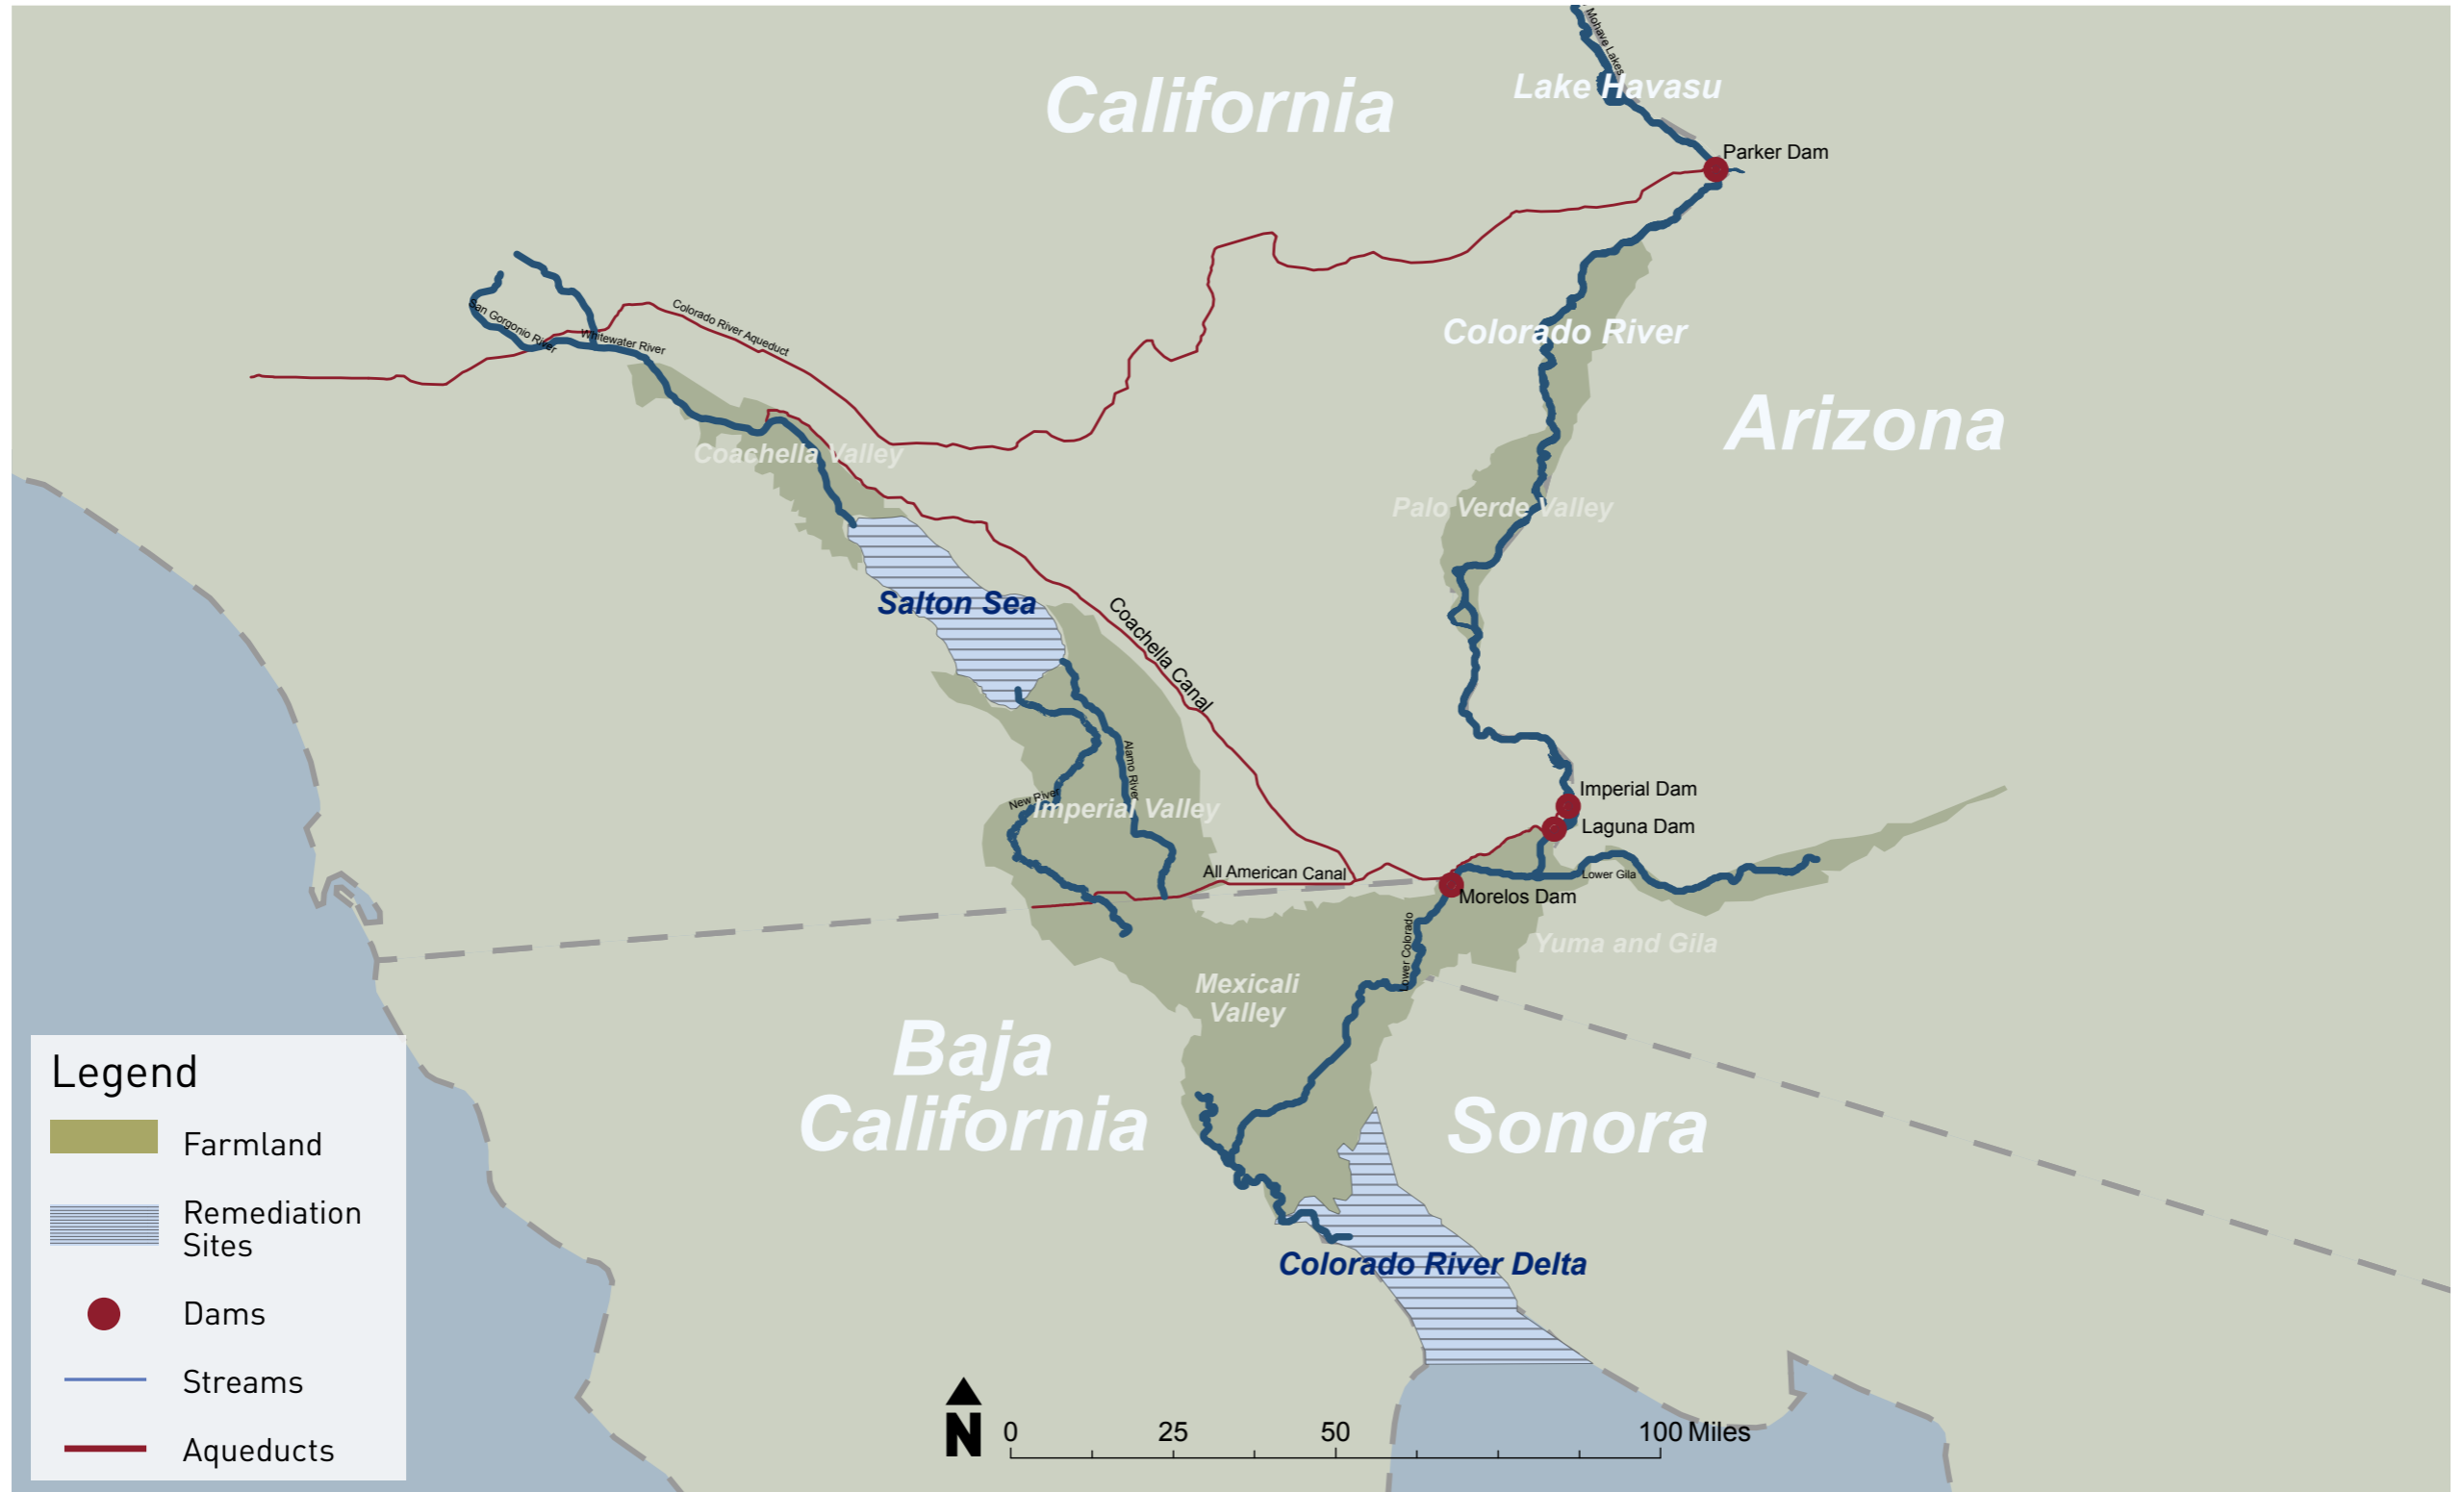 Mohave Lakes
Lake Havasu
California
Parker Dam
San Gorgonio River
Whitewater River
Colorado River Aqueduct
Colorado River
Arizona
Coachella Valley
Palo Verde Valley
Salton Sea
Coachella Canal
Alamo River
New River
Imperial Valley
Imperial Dam
Laguna Dam
All American Canal
Lower Gila
Morelos Dam
Lower Colorado
Yuma and Gila
Mexicali
Valley
Baja
California
Sonora
Colorado River Delta
Legend
Farmland
Remediation
Sites
Dams
Streams
Aqueducts
N
0 25 50 100 Miles